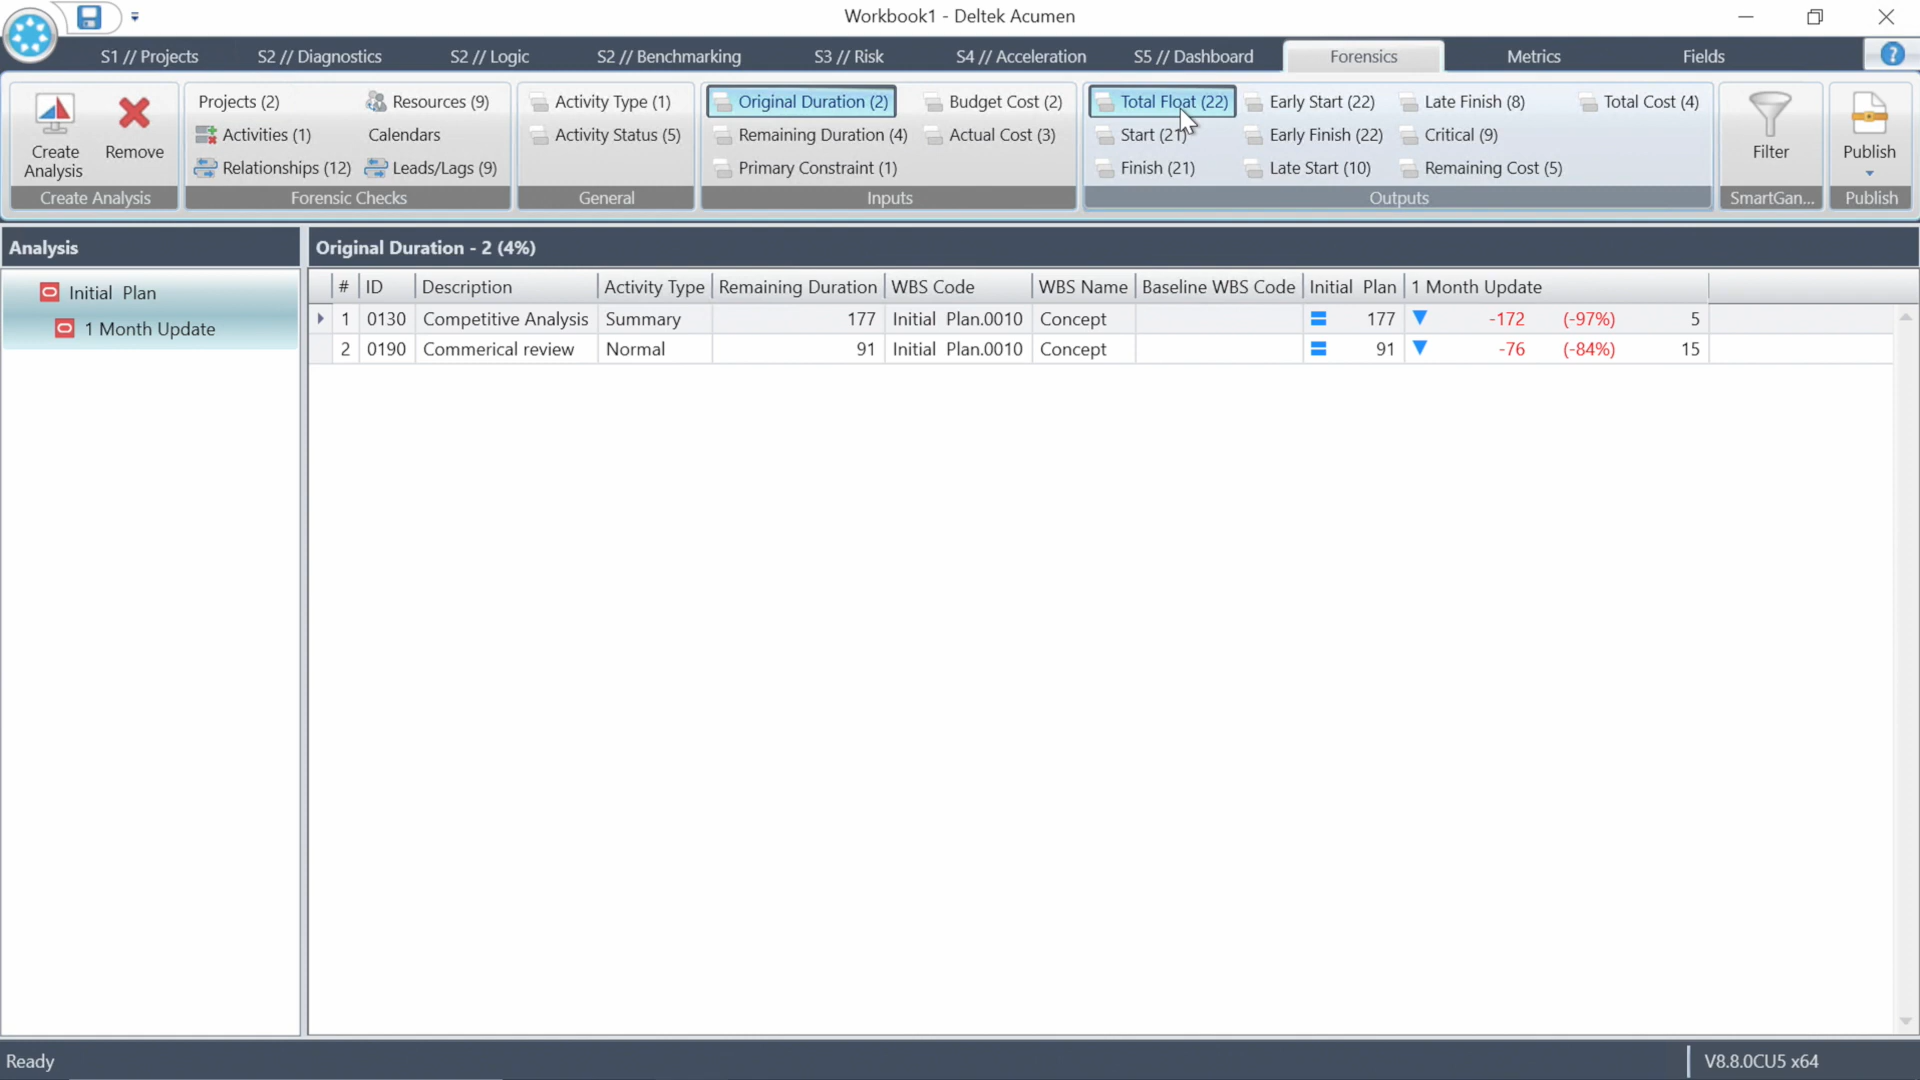 Workbook1 - Deltek Acumen
S1 // Projects S2 // Diagnostics S2 // Logic S2 // Benchmarking S3 // Risk S4 // Acceleration S5 // Dashboard Forensics Metrics Fields ?
Create Analysis
Remove
Create Analysis
Projects (2) Resources (9)
Activities (1) Calendars
Relationships (12) Leads/Lags (9)
Forensic Checks
Activity Type (1)
Activity Status (5)
General
Original Duration (2) Budget Cost (2)
Remaining Duration (4) Actual Cost (3)
Primary Constraint (1)
Inputs
Total Float (22) Early Start (22) Late Finish (8) Total Cost (4)
Start (21) Early Finish (22) Critical (9)
Finish (21) Late Start (10) Remaining Cost (5)
Outputs
Filter
SmartGan...
Publish
Publish
Analysis
Initial Plan
1 Month Update
Original Duration - 2 (4%)
# ID Description Activity Type Remaining Duration WBS Code WBS Name Baseline WBS Code Initial Plan 1 Month Update
1 0130 Competitive Analysis Summary 177 Initial Plan.0010 Concept 177 -172 (-97%) 5
2 0190 Commerical review Normal 91 Initial Plan.0010 Concept 91 -76 (-84%) 15
Ready
V8.8.0CU5 x64